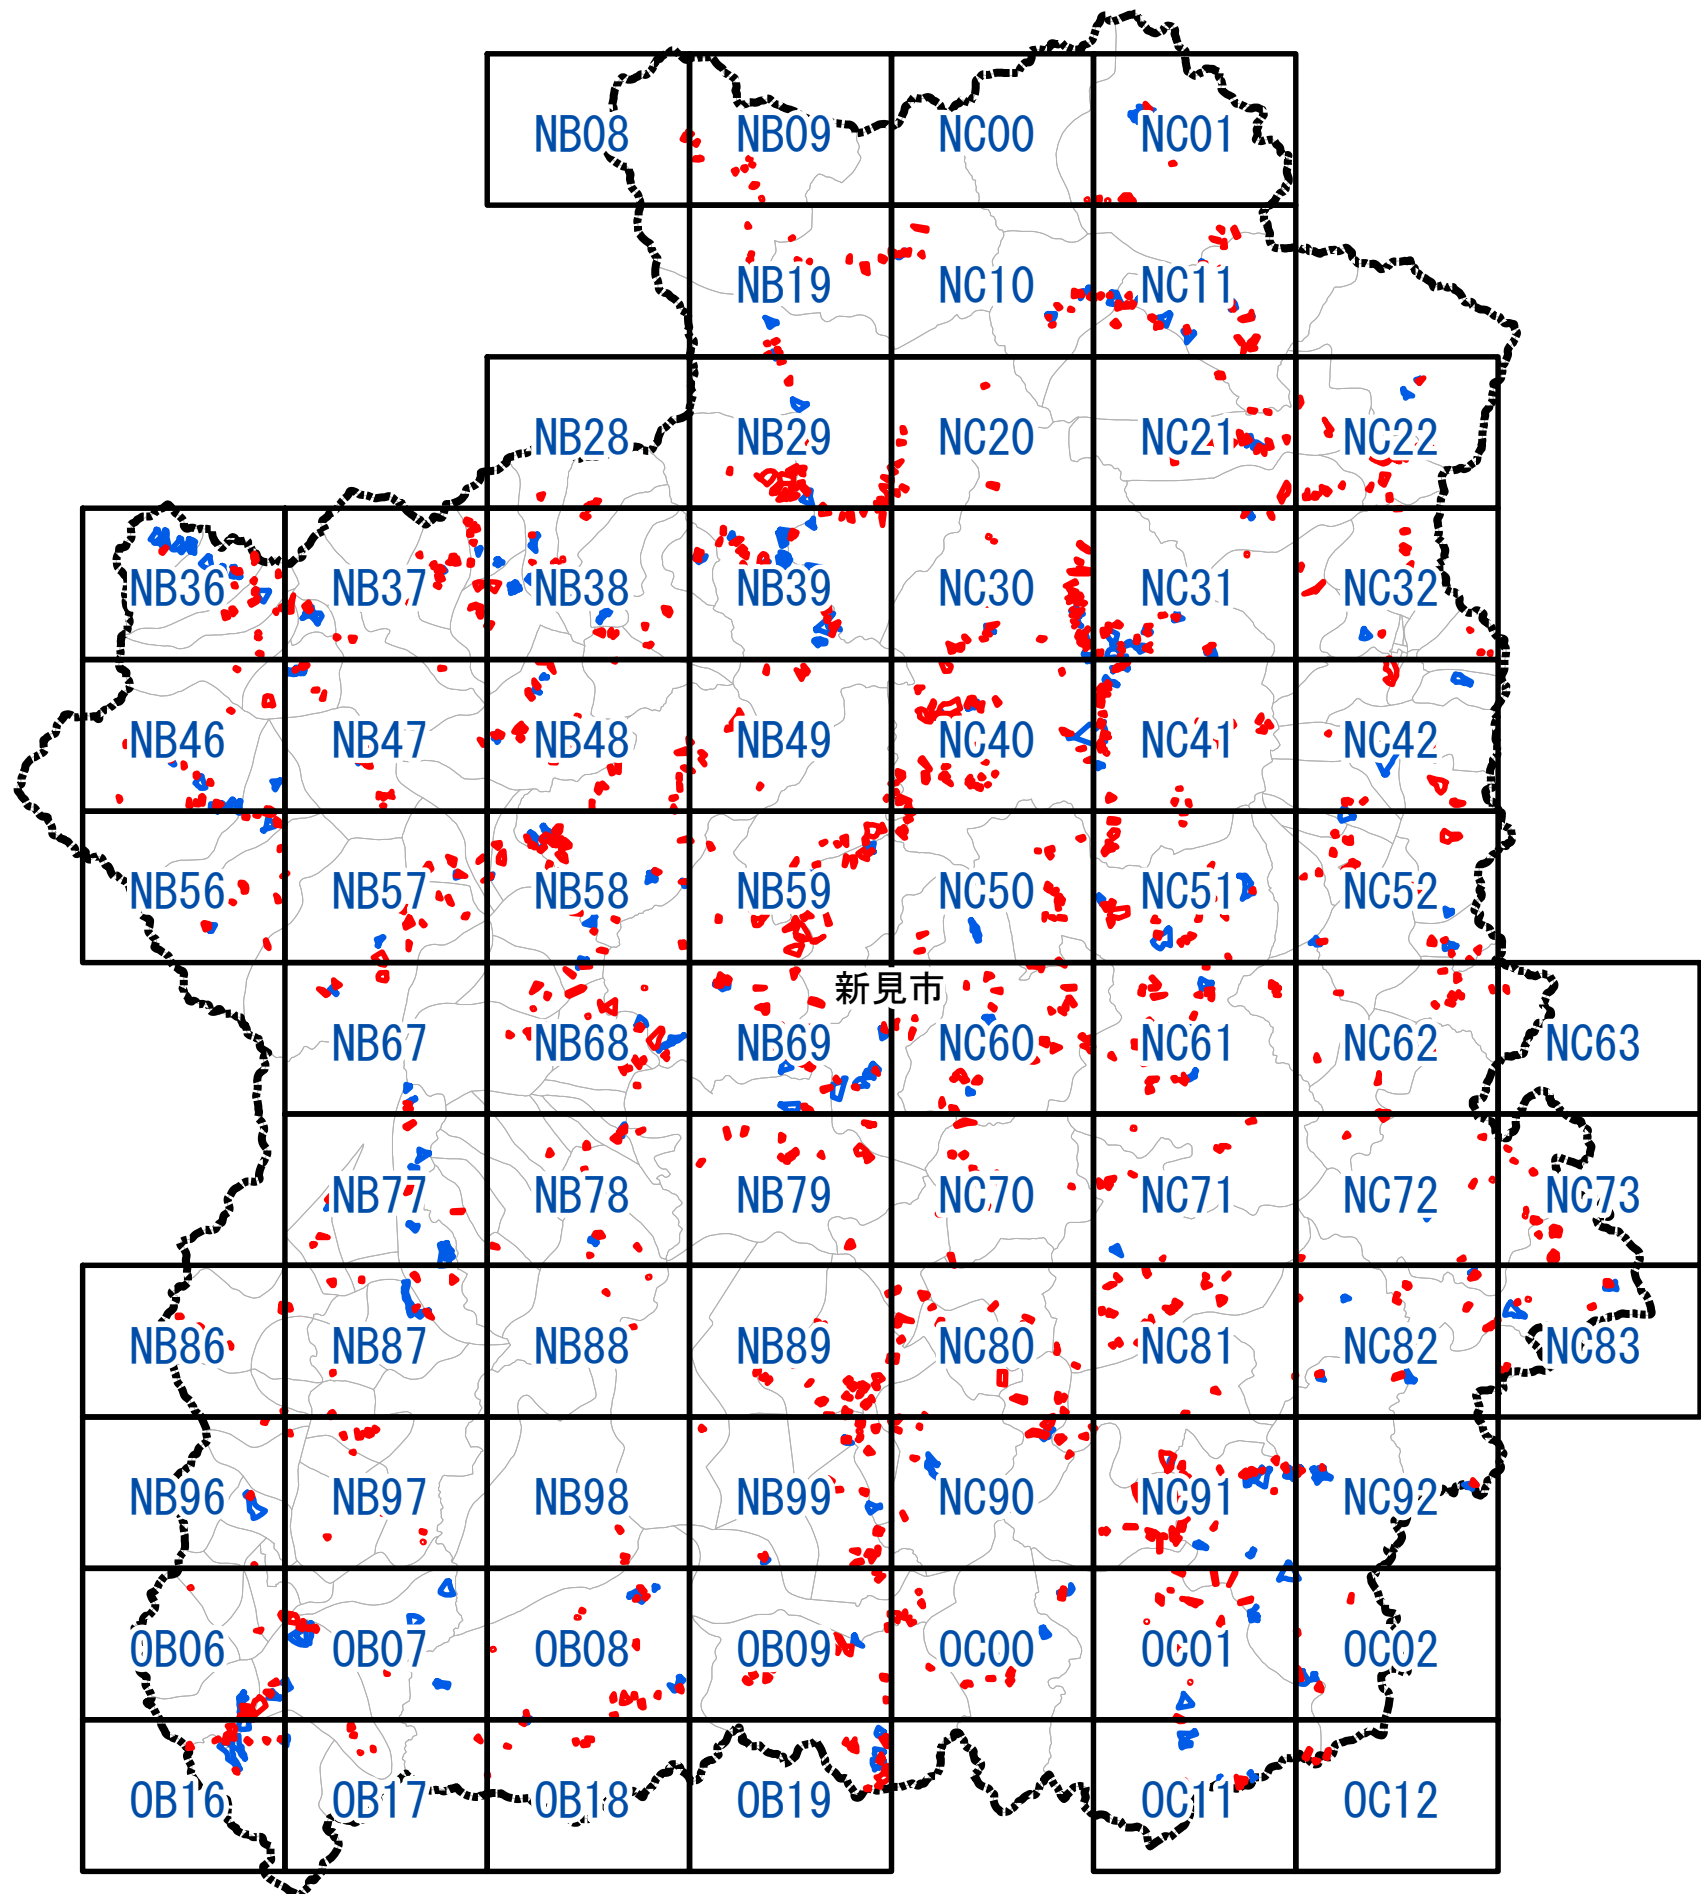 NB08 NB09 NC00 NC01
NB19 NC10 NC11
NB28 NB29 NC20 NC21 NC22
NB36 NB37 NB38 NB39 NC30 NC31 NC32
NB46 NB47 NB48 NB49 NC40 NC41 NC42
NB56 NB57 NB58 NB59 NC50 NC51 NC52
新見市
NB67 NB68 NB69 NC60 NC61 NC62 NC63
NB77 NB78 NB79 NC70 NC71 NC72 NC73
NB86 NB87 NB88 NB89 NC80 NC81 NC82 NC83
NB96 NB97 NB98 NB99 NC90 NC91 NC92
OB06 OB07 OB08 OB09 OC00 OC01 OC02
OB16 OB17 OB18 OB19 OC11 OC12